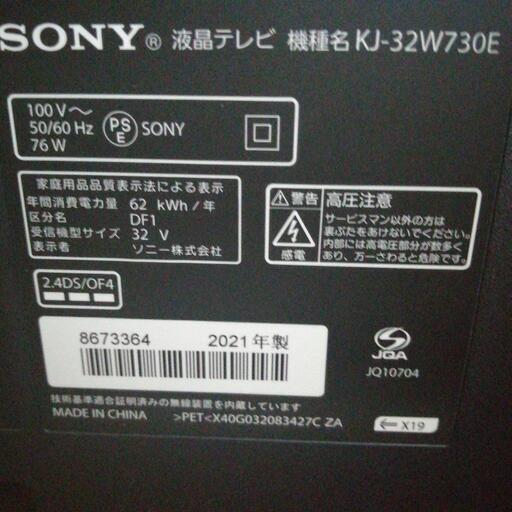 SONY® 液晶テレビ 機種名 KJ-32W730E
100 V～
50/60 Hz
76 W
PSE SONY
家庭用品品質表示法による表示
年間消費電力量 62 kWh/年
区分名 DF1
受信機型サイズ 32 V
表示者 ソニー株式会社
警告
感電
高圧注意
サービスマン以外の方は
裏ぶたをあけないでください。
内部には高電圧部分が数多く
あり、万一さわると危険です。
2.4DS/OF4
8673364 2021年製
JQA
JQ10704
技術基準適合証明済みの無線装置を内蔵しています
MADE IN CHINA >PET<X40G032083427C ZA
X19